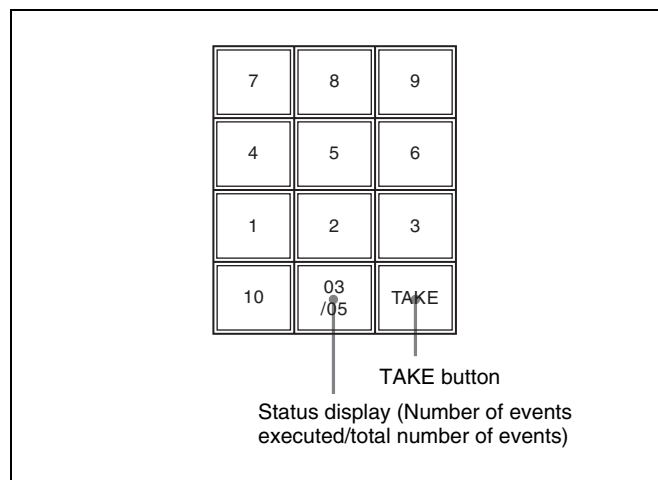 7 8 9
4 5 6
1 2 3
10 03 TAKE
/05
TAKE button
Status display (Number of events
executed/total number of events)